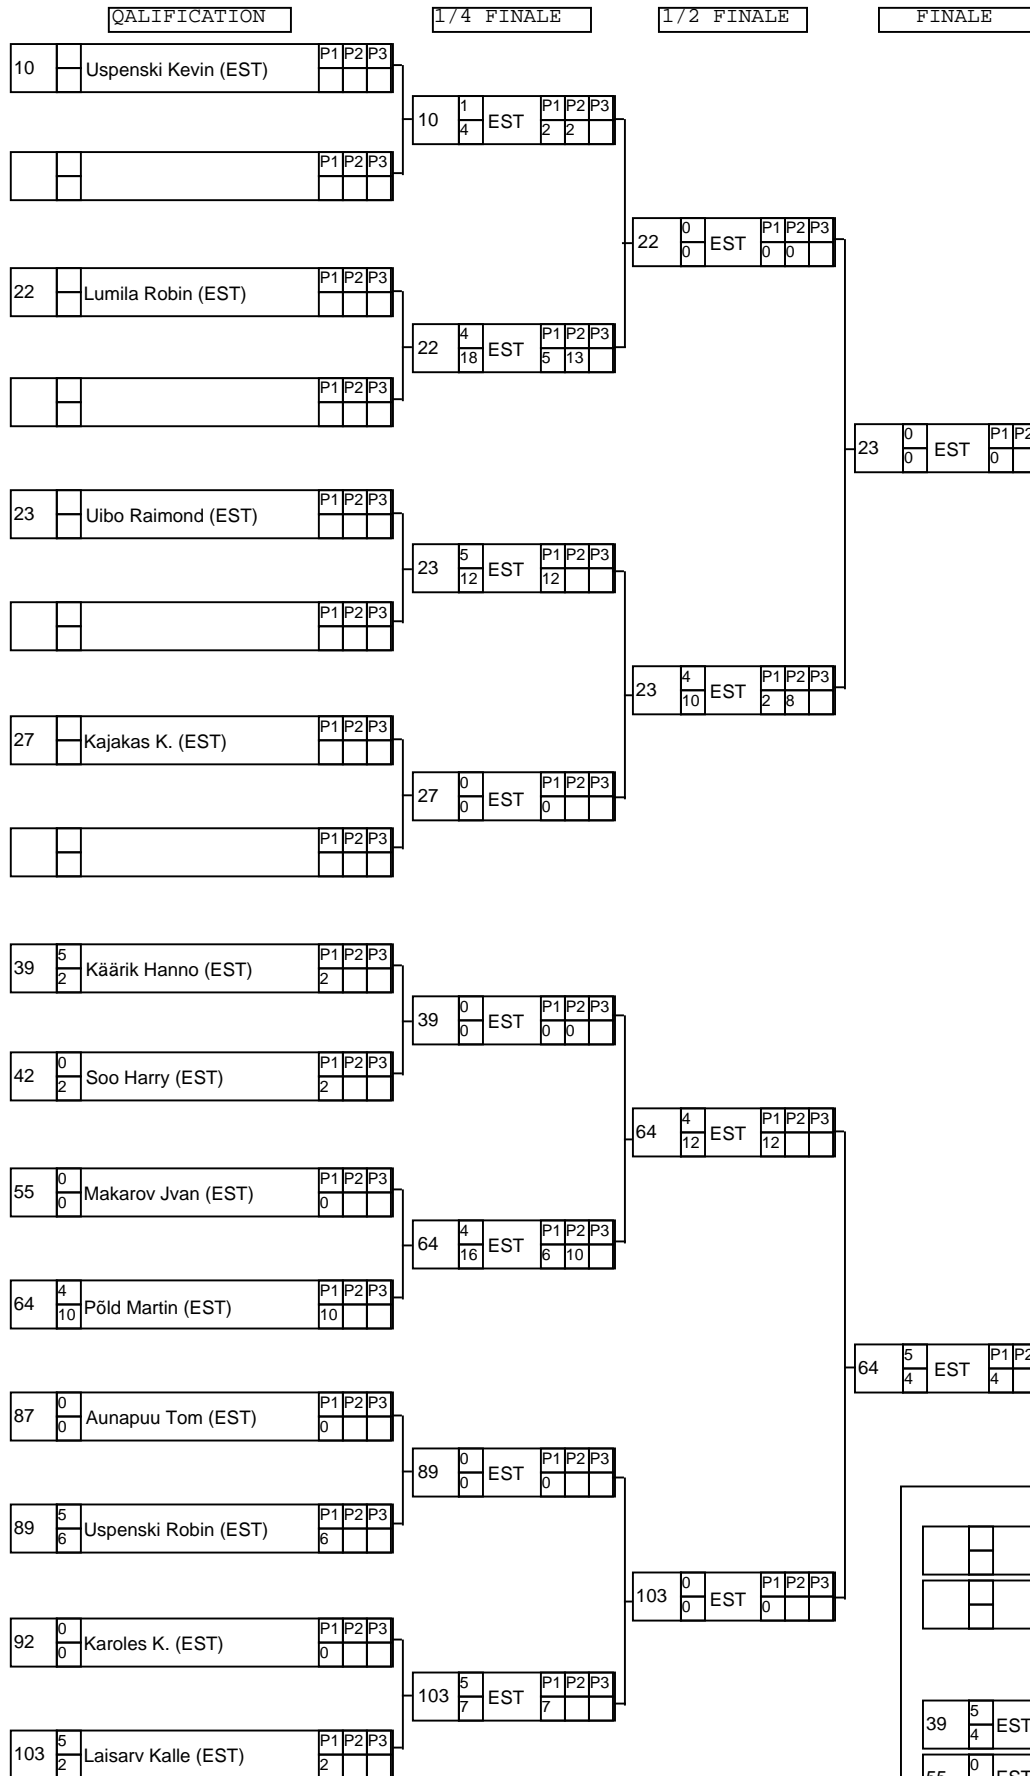 QALIFICATION 1/4 FINALE 1/2 FINALE FINALE
10 Uspenski Kevin (EST) P1 P2 P3
10 1 4 EST P1 P2 P3 2 2
P1 P2 P3
22 0 0 EST P1 P2 P3 0 0
22 Lumila Robin (EST) P1 P2 P3
22 4 18 EST P1 P2 P3 5 13
P1 P2 P3
23 0 0 EST P1 P2 0
23 Uibo Raimond (EST) P1 P2 P3
23 5 12 EST P1 P2 P3 12
P1 P2 P3
23 4 10 EST P1 P2 P3 2 8
27 Kajakas K. (EST) P1 P2 P3
27 0 0 EST P1 P2 P3 0
P1 P2 P3
39 5 2 Käärik Hanno (EST) P1 P2 P3 2
39 0 0 EST P1 P2 P3 0 0
42 0 2 Soo Harry (EST) P1 P2 P3 2
64 4 12 EST P1 P2 P3 12
55 0 0 Makarov Jvan (EST) P1 P2 P3 0
64 4 16 EST P1 P2 P3 6 10
64 4 10 Põld Martin (EST) P1 P2 P3 10
64 5 4 EST P1 P2 4
87 0 0 Aunapuu Tom (EST) P1 P2 P3 0
89 0 0 EST P1 P2 P3 0
89 5 6 Uspenski Robin (EST) P1 P2 P3 6
103 0 0 EST P1 P2 P3 0
92 0 0 Karoles K. (EST) P1 P2 P3 0
103 5 7 EST P1 P2 P3 7
39 5 4 EST
103 5 2 Laisarv Kalle (EST) P1 P2 P3 2
55 0 EST